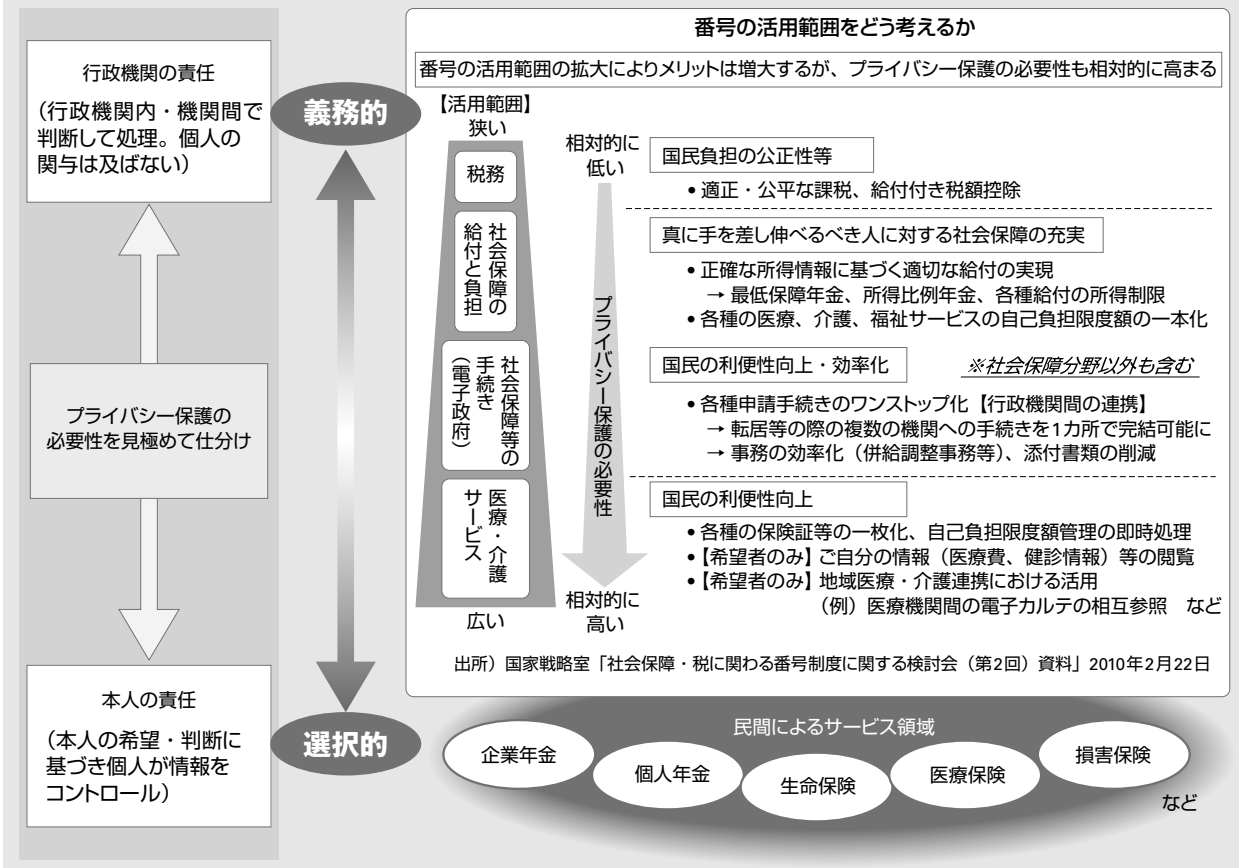 行政機関の責任
（行政機関内・機関間で
判断して処理。個人の
関与は及ばない）
プライバシー保護の
必要性を見極めて仕分け
本人の責任
（本人の希望・判断に
基づき個人が情報を
コントロール）
義務的
選択的
番号の活用範囲をどう考えるか
番号の活用範囲の拡大によりメリットは増大するが、プライバシー保護の必要性も相対的に高まる
【活用範囲】
狭い
税務
社会保障の
給付と負担
社会保障等の
手続き
（電子政府）
医療・介護
サービス
広い
相対的に
低い
プライバシー保護の必要性
相対的に
高い
国民負担の公正性等
• 適正・公平な課税、給付付き税額控除
真に手を差し伸べるべき人に対する社会保障の充実
• 正確な所得情報に基づく適切な給付の実現
→ 最低保障年金、所得比例年金、各種給付の所得制限
• 各種の医療、介護、福祉サービスの自己負担限度額の一本化
国民の利便性向上・効率化
※社会保障分野以外も含む
• 各種申請手続きのワンストップ化【行政機関間の連携】
→ 転居等の際の複数の機関への手続きを1カ所で完結可能に
→ 事務の効率化（併給調整事務等）、添付書類の削減
国民の利便性向上
• 各種の保険証等の一枚化、自己負担限度額管理の即時処理
•【希望者のみ】ご自分の情報（医療費、健診情報）等の閲覧
•【希望者のみ】地域医療・介護連携における活用
（例）医療機関間の電子カルテの相互参照　など
出所）国家戦略室「社会保障・税に関わる番号制度に関する検討会（第2回）資料」2010年2月22日
民間によるサービス領域
企業年金
個人年金
生命保険
医療保険
損害保険
など